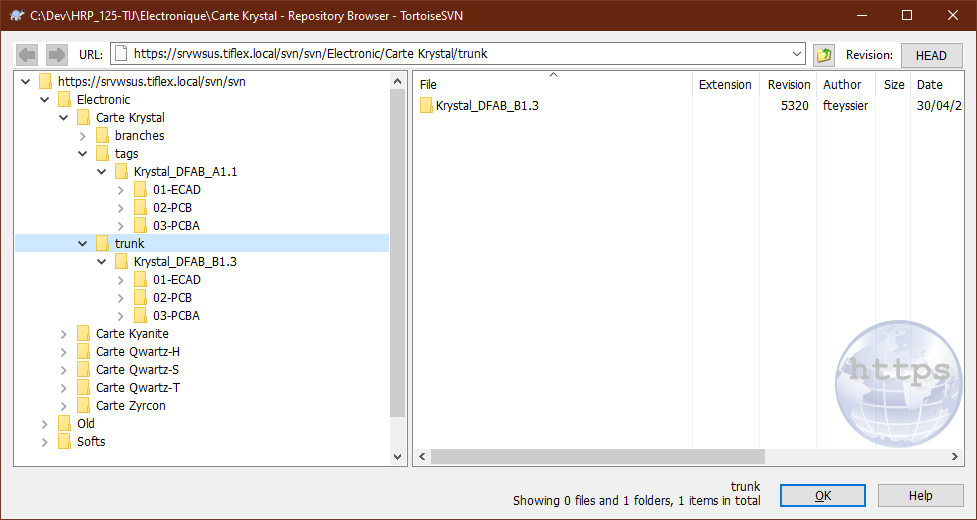 C:\Dev\HRP_125-TIJ\Electronique\Carte Krystal - Repository Browser - TortoiseSVN
URL: https://srvwsus.tiflex.local/svn/svn/Electronic/Carte Krystal/trunk Revision: HEAD
https://srvwsus.tiflex.local/svn/svn
Electronic
Carte Krystal
branches
tags
Krystal_DFAB_A1.1
01-ECAD
02-PCB
03-PCBA
trunk
Krystal_DFAB_B1.3
01-ECAD
02-PCB
03-PCBA
Carte Kyanite
Carte Qwartz-H
Carte Qwartz-S
Carte Qwartz-T
Carte Zyrcon
Old
Softs
File Extension Revision Author Size Date
Krystal_DFAB_B1.3 5320 fteyssier 30/04/2
https
trunk
Showing 0 files and 1 folders, 1 items in total
OK Help